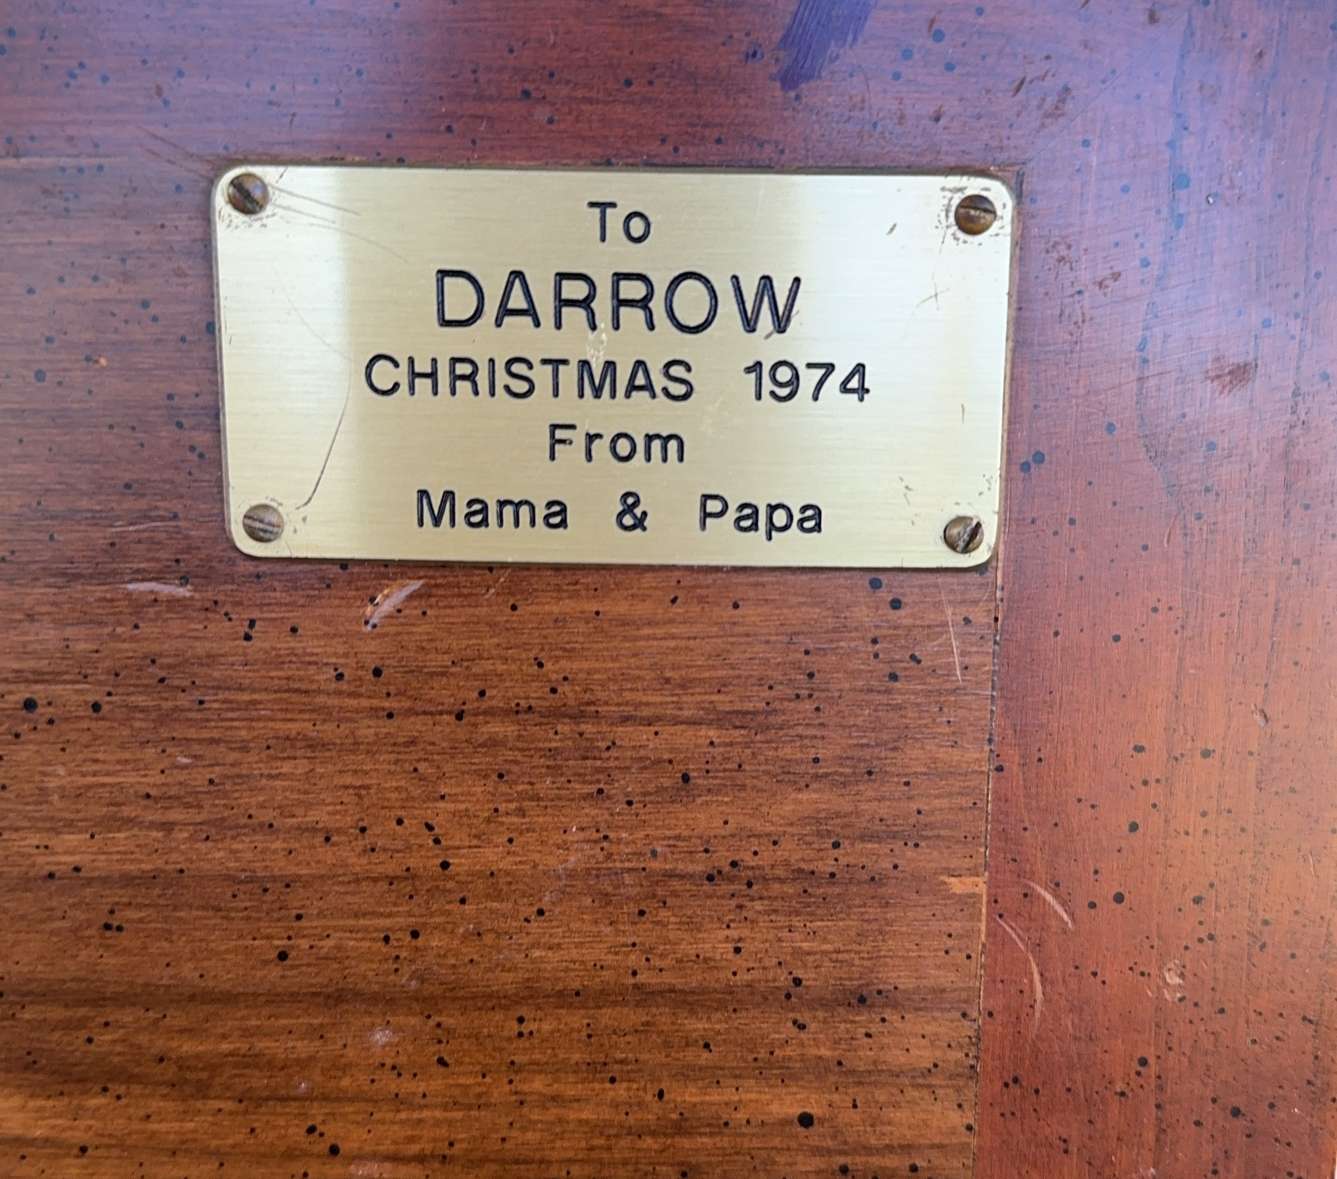 To
DARROW
CHRISTMAS 1974
From
Mama & Papa